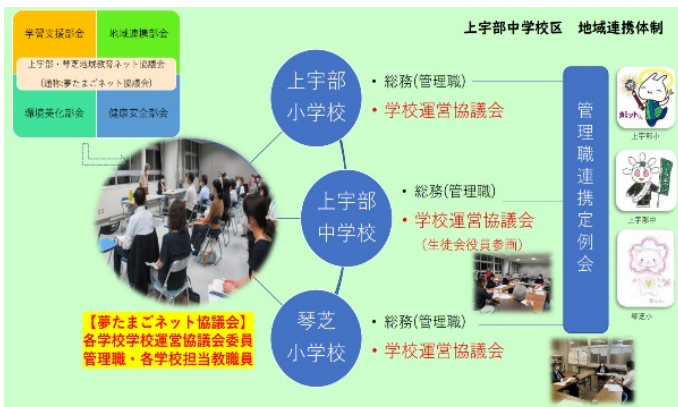 上宇部中学校区 地域連携体制
学習支援部会
地域連携部会
上宇部・琴芝地域教育ネット協議会
(通称:夢たまごネット協議会)
環境美化部会
健康安全部会
上宇部
小学校
・総務(管理職)
・学校運営協議会
上宇部
中学校
・総務(管理職)
・学校運営協議会
(生徒会役員参画)
琴芝
小学校
・総務(管理職)
・学校運営協議会
【夢たまごネット協議会】
各学校学校運営協議会委員
管理職・各学校担当教職員
管理職連携定例会
上宇部小
上宇部中
琴芝小